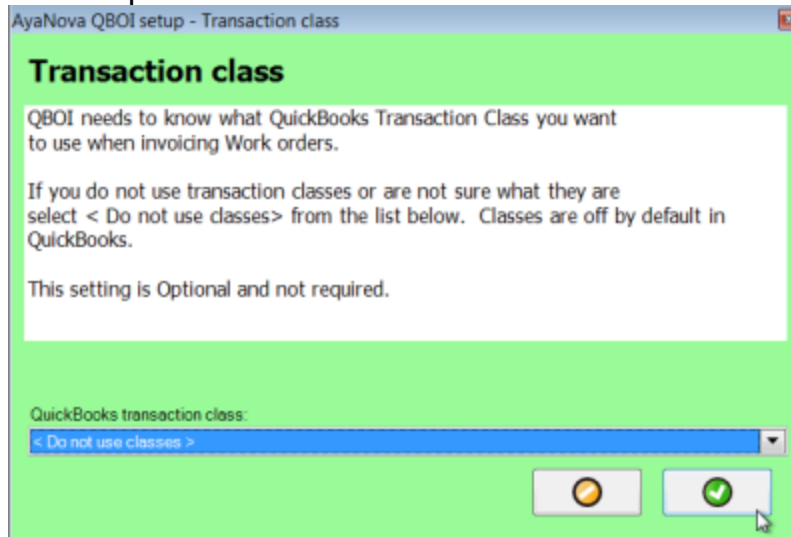 AyaNova QBOI setup - Transaction class
Transaction class
QBOI needs to know what QuickBooks Transaction Class you want
to use when invoicing Work orders.
If you do not use transaction classes or are not sure what they are
select < Do not use classes> from the list below.  Classes are off by default in
QuickBooks.
This setting is Optional and not required.
QuickBooks transaction class:
< Do not use classes >